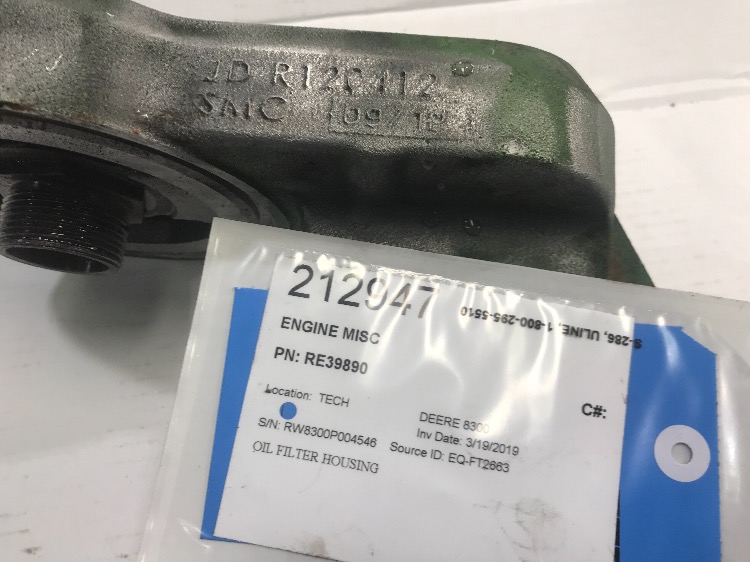 JD R120412
SMC 09/1
212947
S-286, ULINE, 1-800-295-5510
ENGINE MISC
PN: RE39890
C#:
Location: TECH
DEERE 8300
Inv Date: 3/19/2019
S/N: RW8300P004546
Source ID: EQ-FT2663
OIL FILTER HOUSING